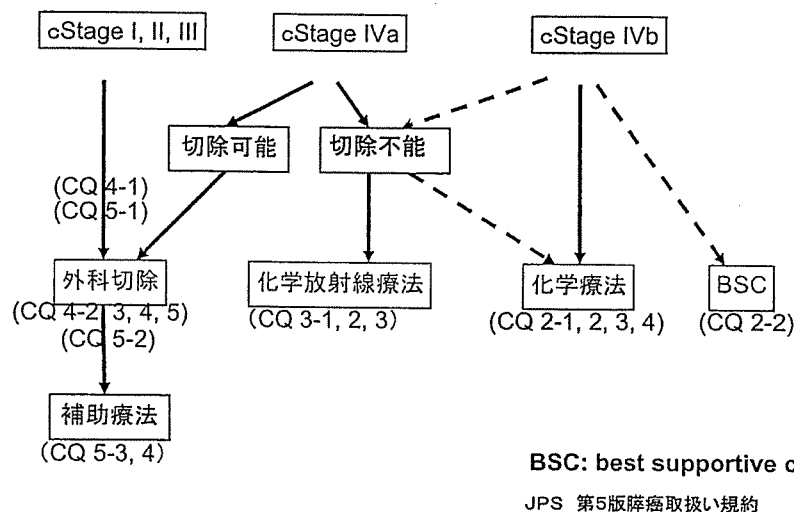 cStage I, II, III
cStage IVa
cStage IVb
切除可能
切除不能
(CQ 4-1)
(CQ 5-1)
外科切除
(CQ 4-2, 3, 4, 5)
(CQ 5-2)
化学放射線療法
(CQ 3-1, 2, 3)
化学療法
(CQ 2-1, 2, 3, 4)
BSC
(CQ 2-2)
補助療法
(CQ 5-3, 4)
BSC: best supportive c
JPS 第5版膵癌取扱い規約